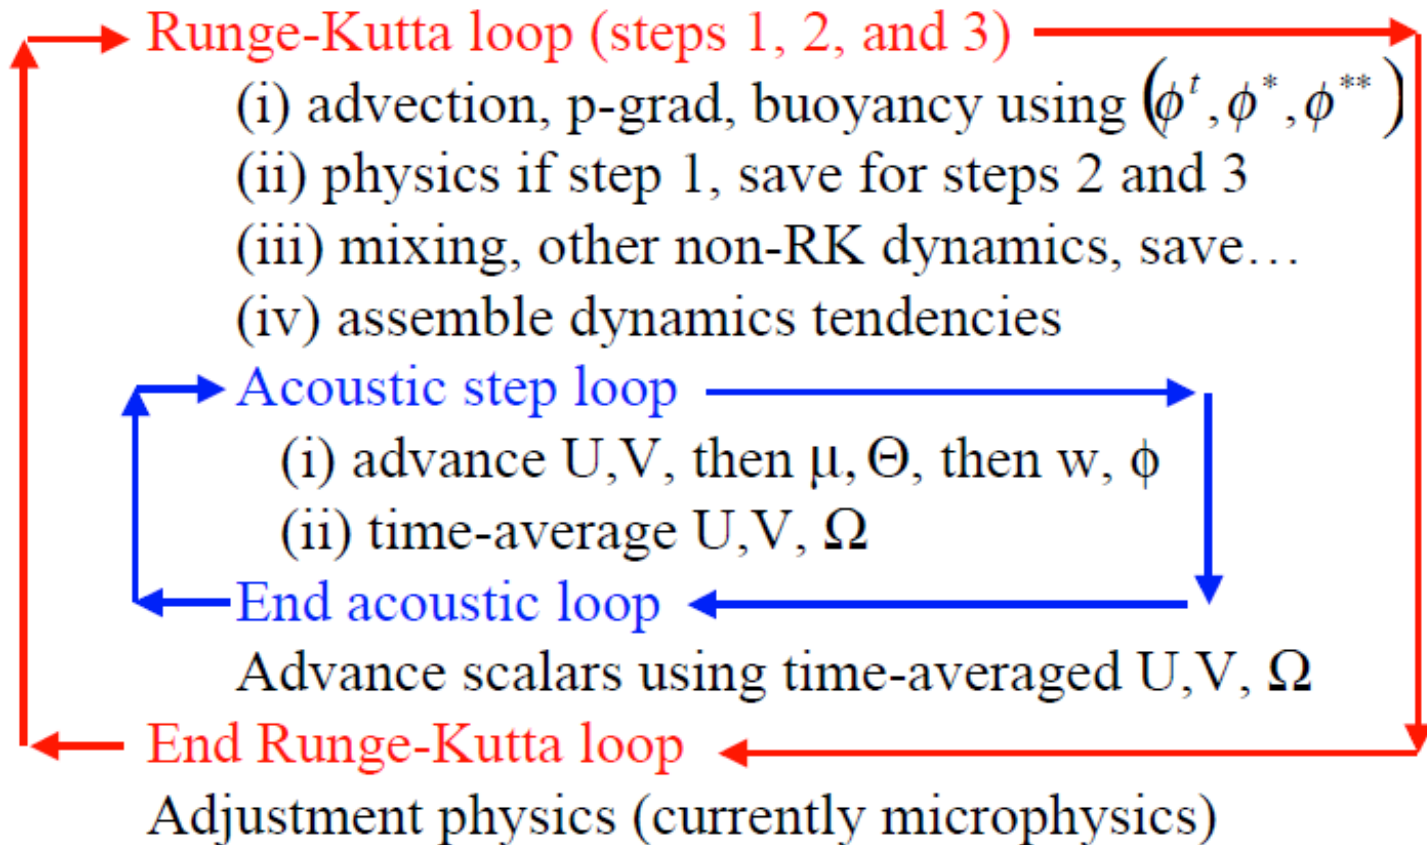 Runge-Kutta loop (steps 1, 2, and 3)
(i) advection, p-grad, buoyancy using (ϕᵗ, ϕ*, ϕ**)
(ii) physics if step 1, save for steps 2 and 3
(iii) mixing, other non-RK dynamics, save…
(iv) assemble dynamics tendencies
Acoustic step loop
(i) advance U,V, then μ, Θ, then w, ϕ
(ii) time-average U,V, Ω
End acoustic loop
Advance scalars using time-averaged U,V, Ω
End Runge-Kutta loop
Adjustment physics (currently microphysics)